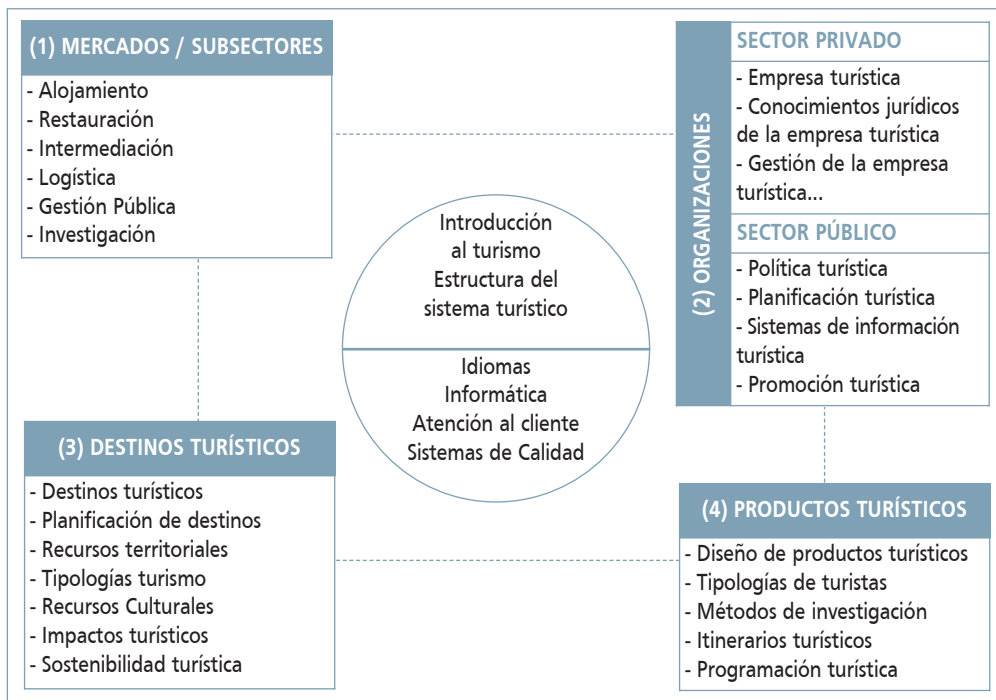 (1) MERCADOS / SUBSECTORES
- Alojamiento
- Restauración
- Intermediación
- Logística
- Gestión Pública
- Investigación
(2) ORGANIZACIONES
SECTOR PRIVADO
- Empresa turística
- Conocimientos jurídicos
de la empresa turística
- Gestión de la empresa
turística...
SECTOR PÚBLICO
- Política turística
- Planificación turística
- Sistemas de información
turística
- Promoción turística
Introducción
al turismo
Estructura del
sistema turístico
Idiomas
Informática
Atención al cliente
Sistemas de Calidad
(3) DESTINOS TURÍSTICOS
- Destinos turísticos
- Planificación de destinos
- Recursos territoriales
- Tipologías turismo
- Recursos Culturales
- Impactos turísticos
- Sostenibilidad turística
(4) PRODUCTOS TURÍSTICOS
- Diseño de productos turísticos
- Tipologías de turistas
- Métodos de investigación
- Itinerarios turísticos
- Programación turística